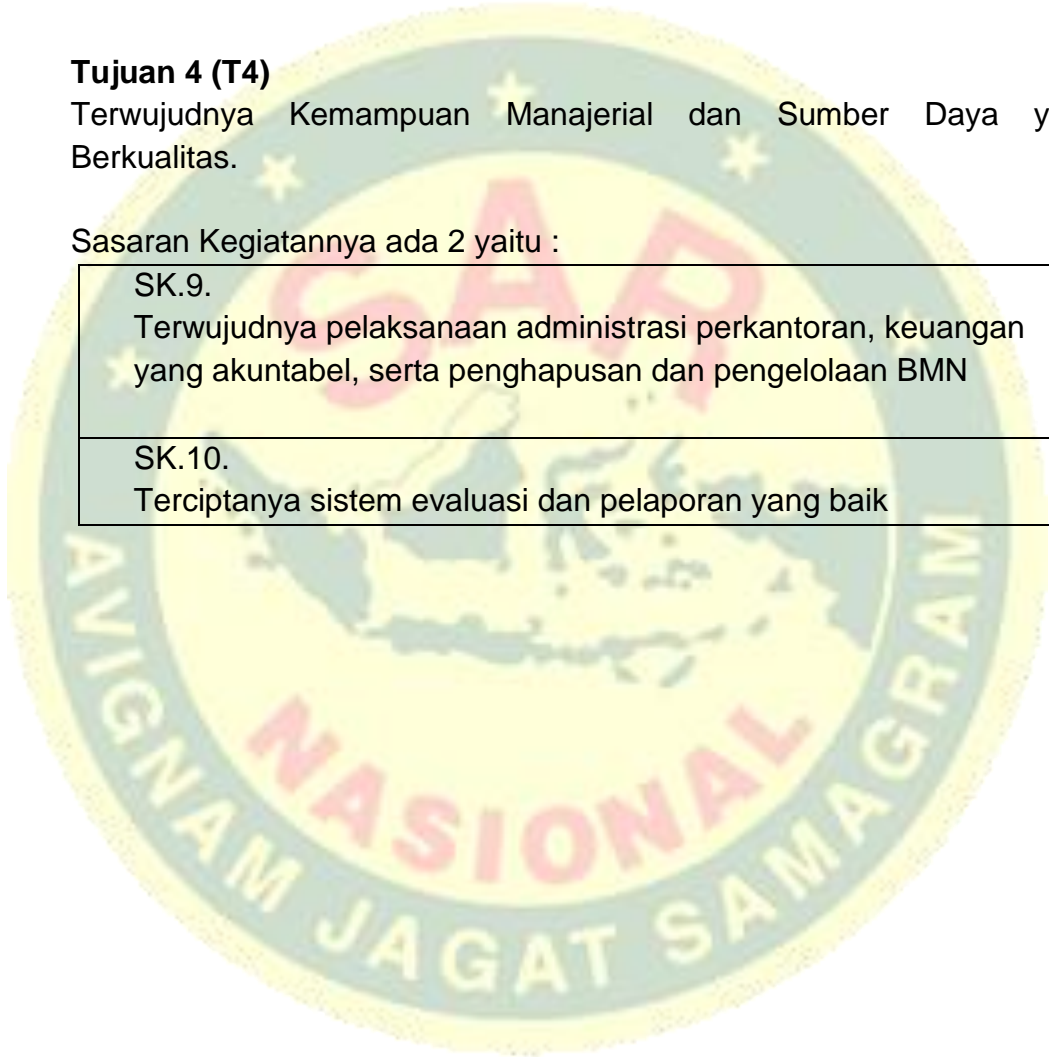 Tujuan 4 (T4)
Terwujudnya Kemampuan Manajerial dan Sumber Daya y
Berkualitas.
Sasaran Kegiatannya ada 2 yaitu :
SK.9.
Terwujudnya pelaksanaan administrasi perkantoran, keuangan
yang akuntabel, serta penghapusan dan pengelolaan BMN
SK.10.
Terciptanya sistem evaluasi dan pelaporan yang baik
SAR
NASIONAL
AVIGNAM JAGAT SAMAGRAM